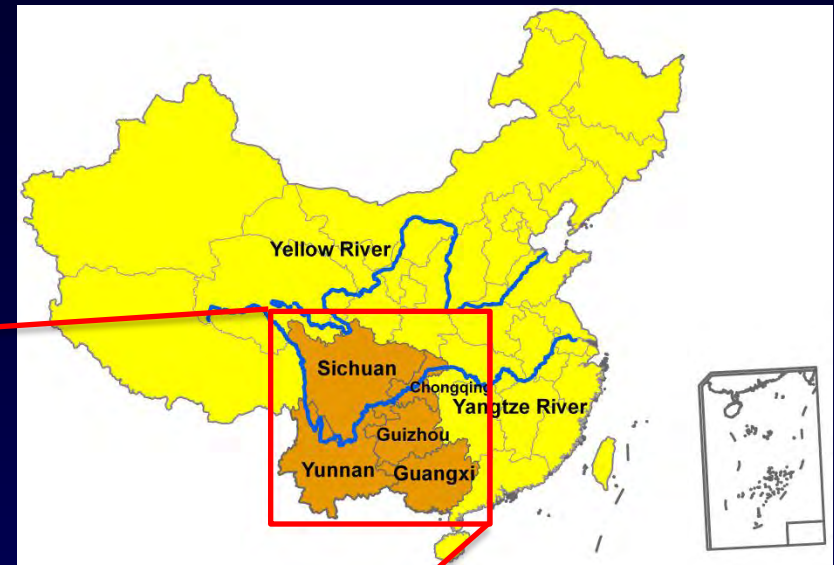 Yellow River
Sichuan
Chongqing
Yangtze River
Guizhou
Yunnan
Guangxi